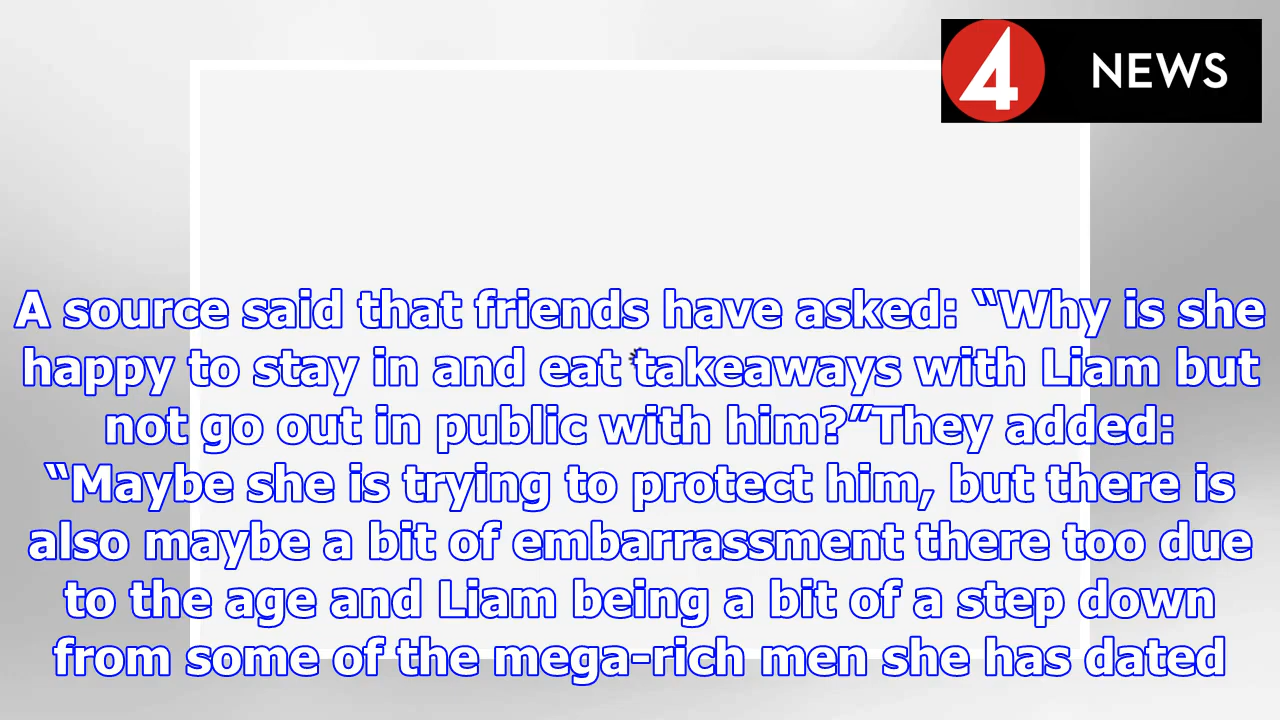 4 NEWS
A source said that friends have asked: “Why is she
happy to stay in and eat takeaways with Liam but
not go out in public with him?”They added:
“Maybe she is trying to protect him, but there is
also maybe a bit of embarrassment there too due
to the age and Liam being a bit of a step down
from some of the mega-rich men she has dated